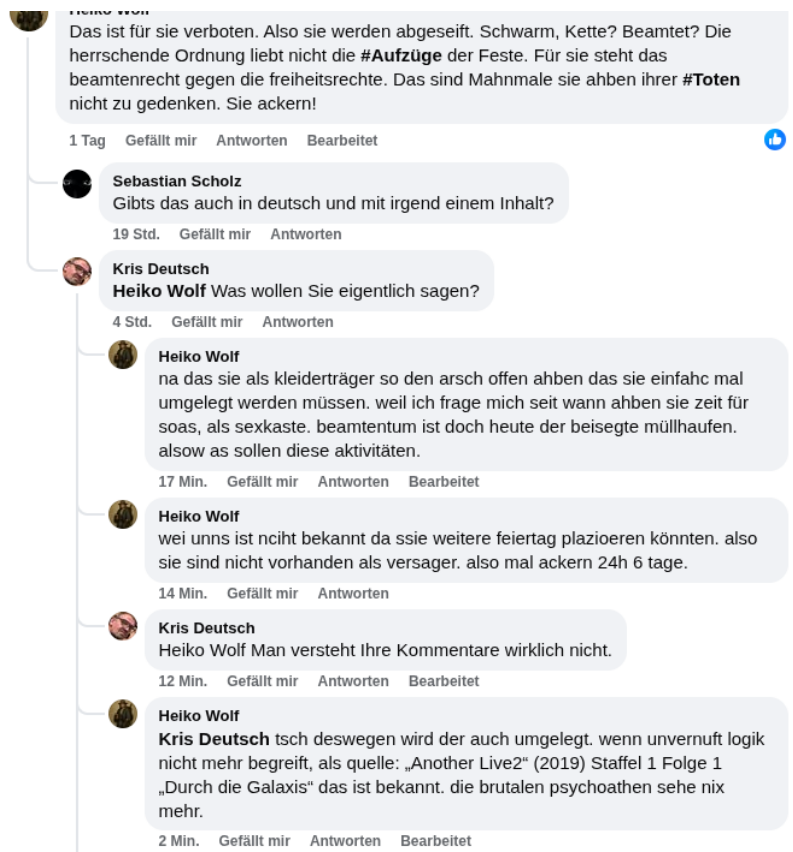 Heiko Wolf
Das ist für sie verboten. Also sie werden abgeseift. Schwarm, Kette? Beamtet? Die
herrschende Ordnung liebt nicht die #Aufzüge der Feste. Für sie steht das
beamtenrecht gegen die freiheitsrechte. Das sind Mahnmale sie ahben ihrer #Toten
nicht zu gedenken. Sie ackern!
1 Tag Gefällt mir Antworten Bearbeitet
Sebastian Scholz
Gibts das auch in deutsch und mit irgend einem Inhalt?
19 Std. Gefällt mir Antworten
Kris Deutsch
Heiko Wolf Was wollen Sie eigentlich sagen?
4 Std. Gefällt mir Antworten
Heiko Wolf
na das sie als kleiderträger so den arsch offen ahben das sie einfahc mal
umgelegt werden müssen. weil ich frage mich seit wann ahben sie zeit für
soas, als sexkaste. beamtentum ist doch heute der beisegte müllhaufen.
alsow as sollen diese aktivitäten.
17 Min. Gefällt mir Antworten Bearbeitet
Heiko Wolf
wei unns ist nciht bekannt da ssie weitere feiertag plazioeren könnten. also
sie sind nicht vorhanden als versager. also mal ackern 24h 6 tage.
14 Min. Gefällt mir Antworten
Kris Deutsch
Heiko Wolf Man versteht Ihre Kommentare wirklich nicht.
12 Min. Gefällt mir Antworten Bearbeitet
Heiko Wolf
Kris Deutsch tsch deswegen wird der auch umgelegt. wenn unvernuft logik
nicht mehr begreift, als quelle: „Another Live2“ (2019) Staffel 1 Folge 1
„Durch die Galaxis“ das ist bekannt. die brutalen psychoathen sehe nix
mehr.
2 Min. Gefällt mir Antworten Bearbeitet